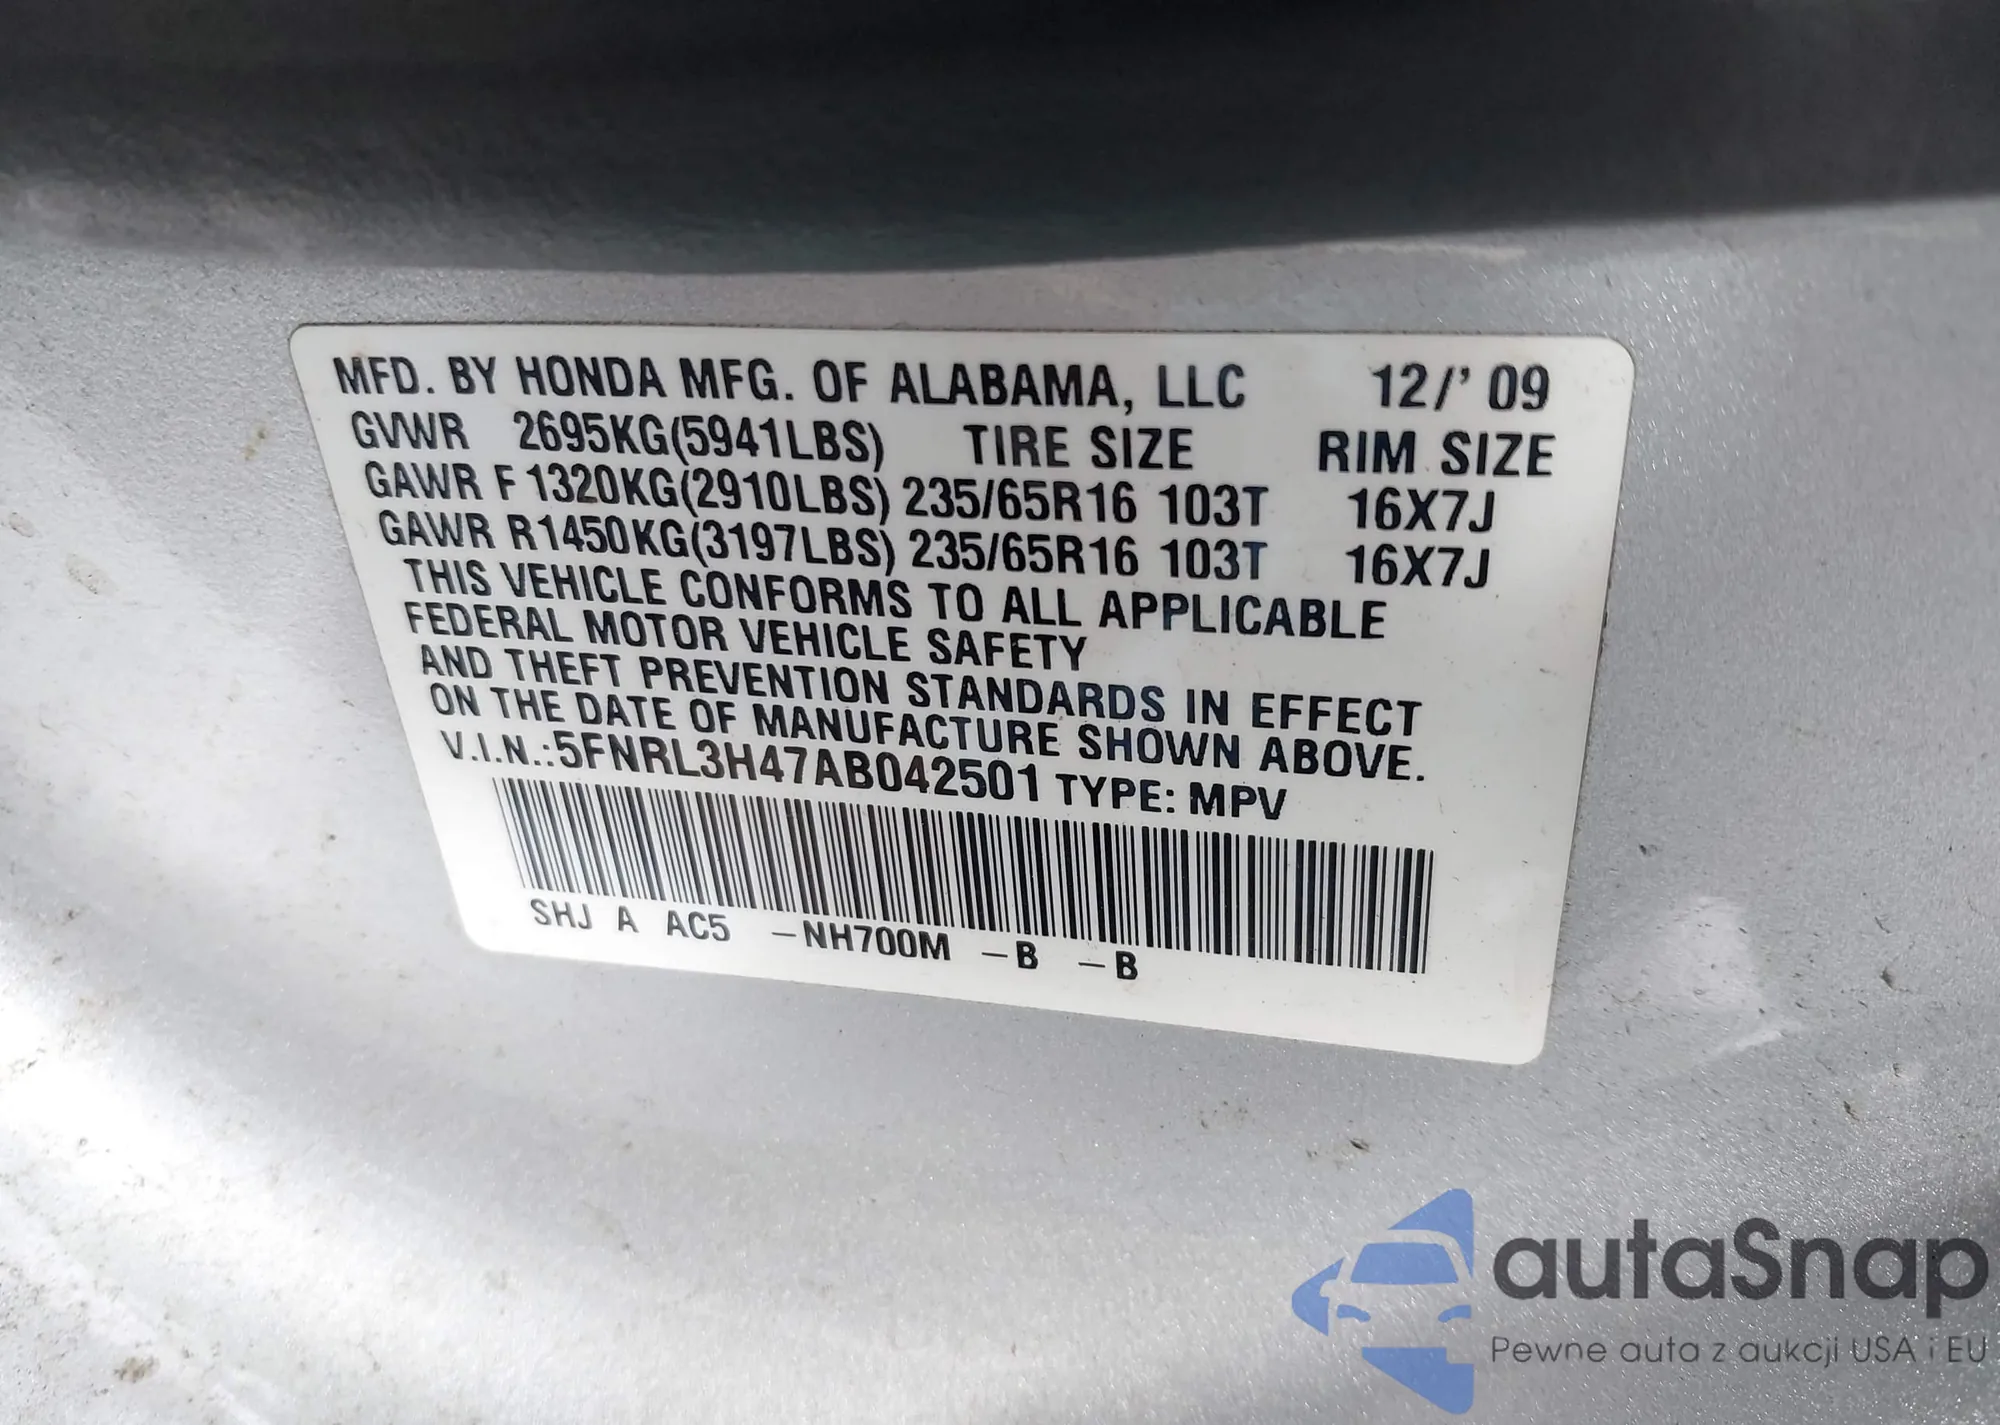 MFD. BY HONDA MFG. OF ALABAMA, LLC 12/' 09
GVWR 2695KG(5941LBS) TIRE SIZE RIM SIZE
GAWR F 1320KG(2910LBS) 235/65R16 103T 16X7J
GAWR R1450KG(3197LBS) 235/65R16 103T 16X7J
THIS VEHICLE CONFORMS TO ALL APPLICABLE
FEDERAL MOTOR VEHICLE SAFETY
AND THEFT PREVENTION STANDARDS IN EFFECT
ON THE DATE OF MANUFACTURE SHOWN ABOVE.
V.I.N.:5FNRL3H47AB042501 TYPE: MPV
SHJ A AC5 -NH700M -B -B
autaSnap
Pewne auta z aukcji USA i EU